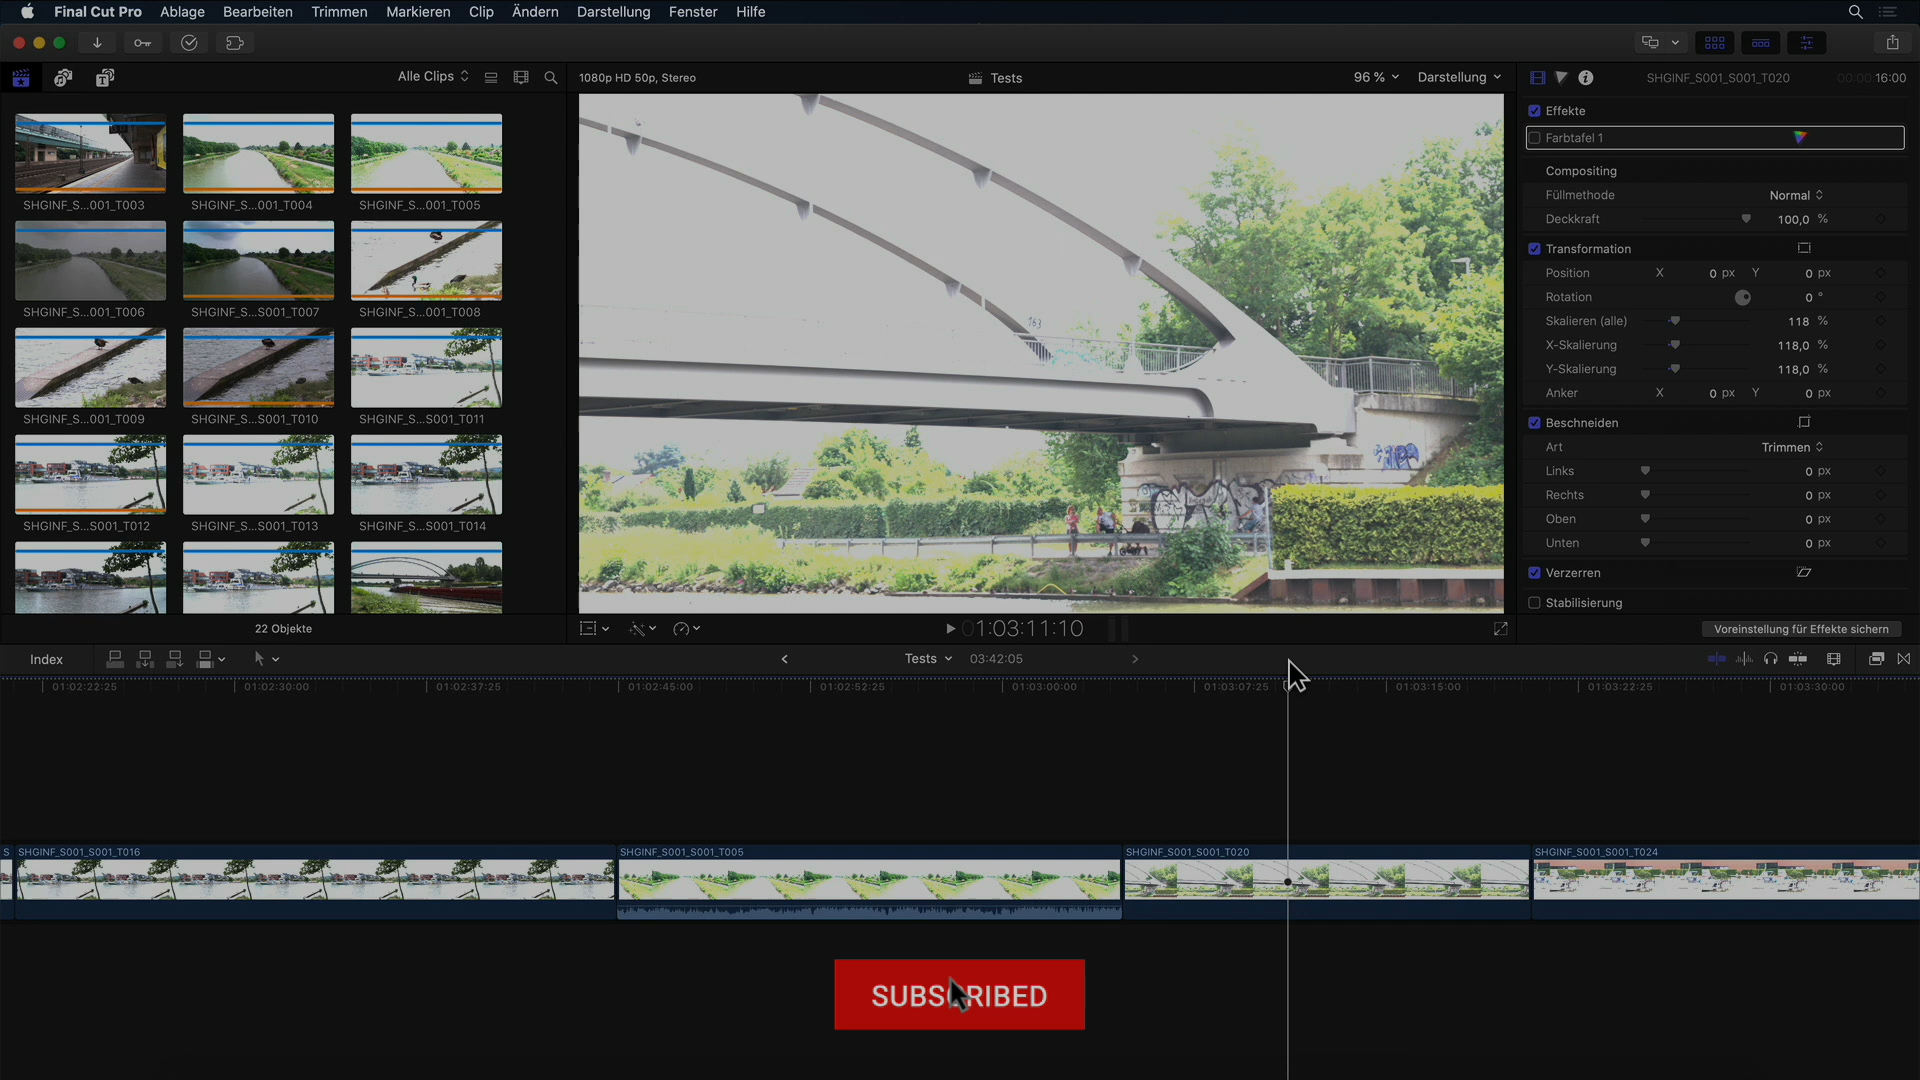 Final Cut Pro Ablage Bearbeiten Trimmen Markieren Clip Ändern Darstellung Fenster Hilfe
Alle Clips
1080p HD 50p, Stereo
Tests
96 %
Darstellung
SHGINF_S001_S001_T020
00:00:16:00
SHGINF_S...001_T003
SHGINF_S...001_T004
SHGINF_S...001_T005
SHGINF_S...001_T006
SHGINF_S...S001_T007
SHGINF_S...001_T008
SHGINF_S...001_T009
SHGINF_S...S001_T010
SHGINF_S...S001_T011
SHGINF_S...S001_T012
SHGINF_S...S001_T013
SHGINF_S...S001_T014
22 Objekte
163
01:03:11:10
Effekte
Farbtafel 1
Compositing
Füllmethode Normal
Deckkraft 100,0 %
Transformation
Position X 0 px Y 0 px
Rotation 0 °
Skalieren (alle) 118 %
X-Skalierung 118,0 %
Y-Skalierung 118,0 %
Anker X 0 px Y 0 px
Beschneiden
Art Trimmen
Links 0 px
Rechts 0 px
Oben 0 px
Unten 0 px
Verzerren
Stabilisierung
Voreinstellung für Effekte sichern
Index
Tests 03:42:05
01:02:22:25 01:02:30:00 01:02:37:25 01:02:45:00 01:02:52:25 01:03:00:00 01:03:07:25 01:03:15:00 01:03:22:25 01:03:30:00
S SHGINF_S001_S001_T016 SHGINF_S001_S001_T005 SHGINF_S001_S001_T020 SHGINF_S001_S001_T024
SUBSCRIBED